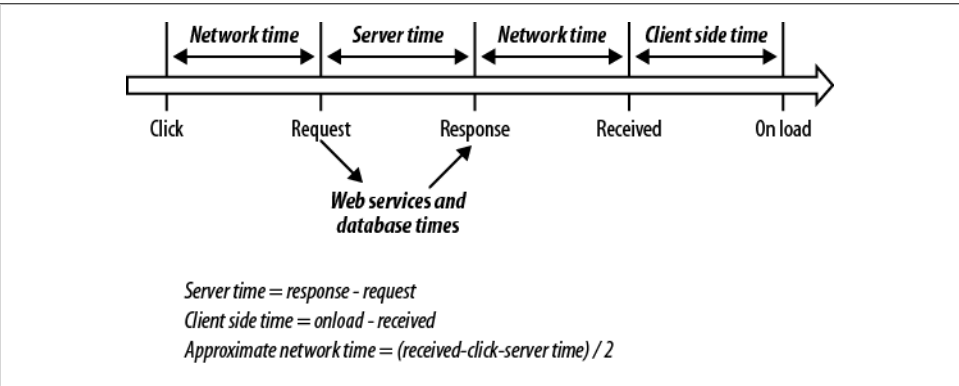 Network time Server time Network time Client side time
Click Request Response Received On load
Web services and
database times
Server time = response - request
Client side time = onload - received
Approximate network time = (received-click-server time) / 2